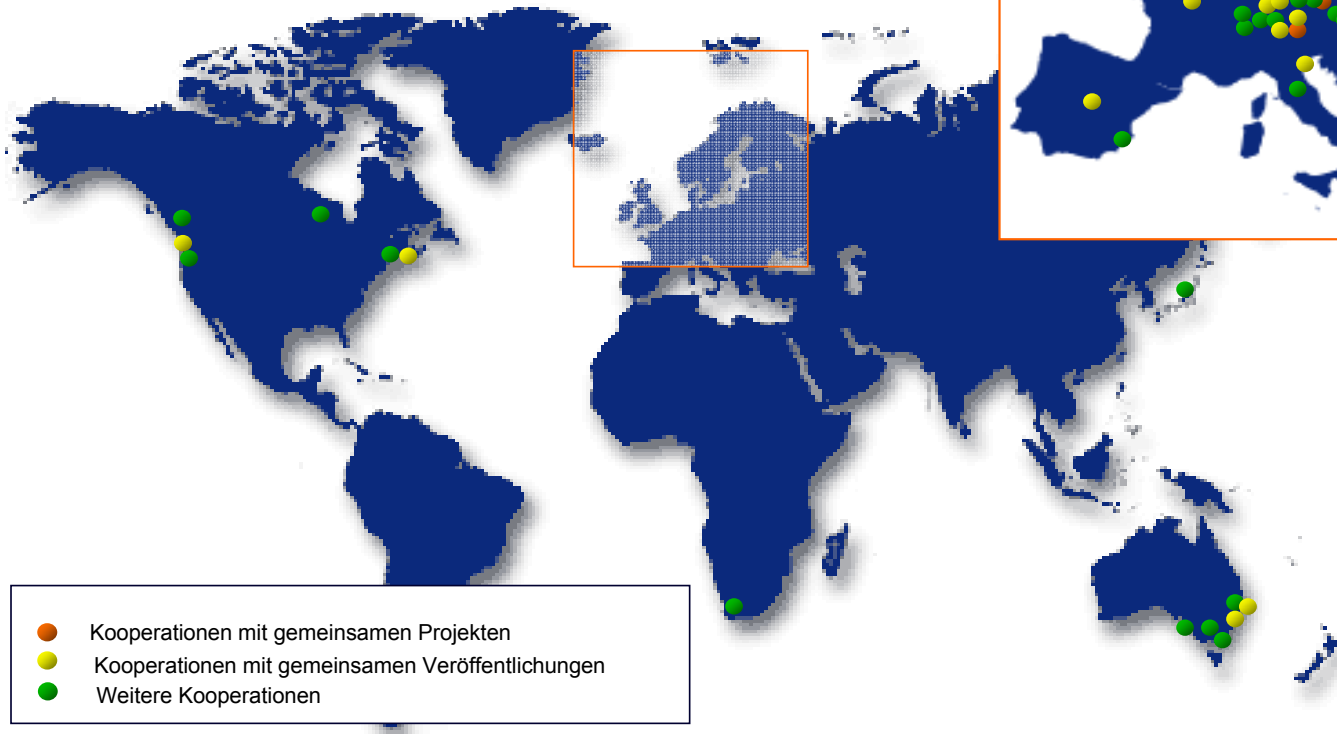 Kooperationen mit gemeinsamen Projekten
Kooperationen mit gemeinsamen Veröffentlichungen
Weitere Kooperationen